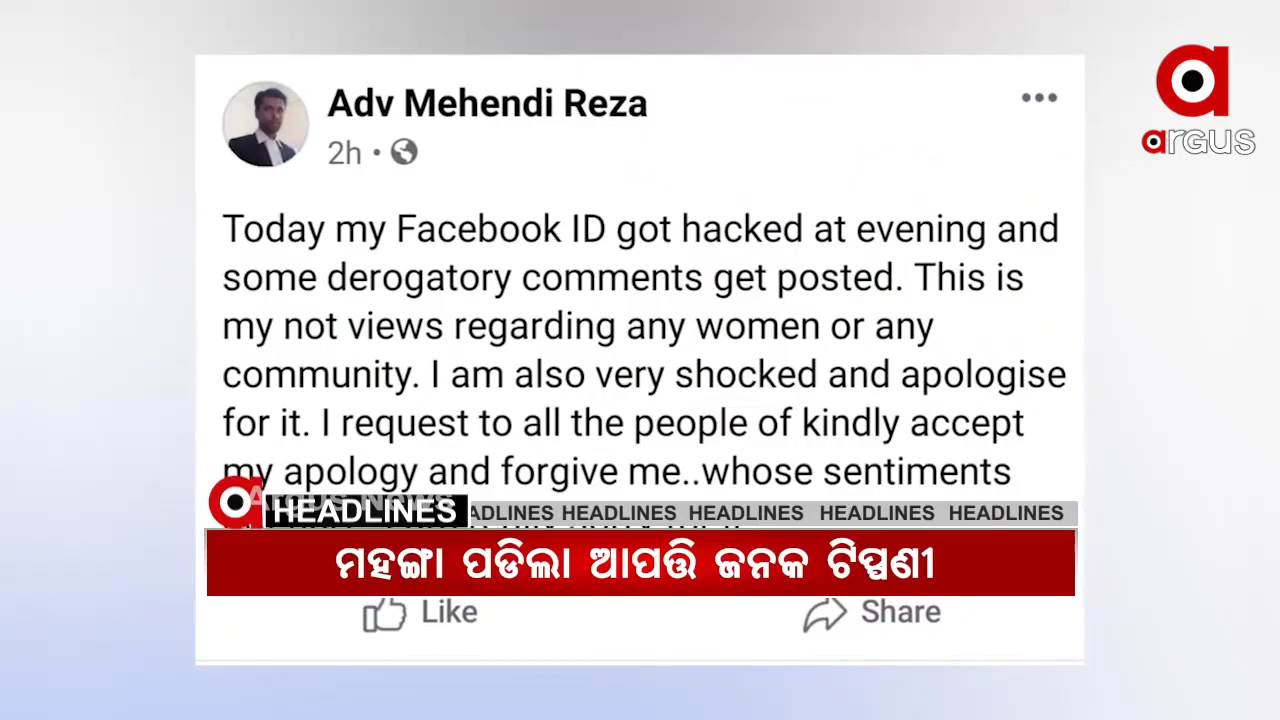 Adv Mehendi Reza
2h
argus
Today my Facebook ID got hacked at evening and
some derogatory comments get posted. This is
my not views regarding any women or any
community. I am also very shocked and apologise
for it. I request to all the people of kindly accept
my apology and forgive me..whose sentiments
Argus News
HEADLINES ADLINES HEADLINES HEADLINES HEADLINES HEADLINES
ମହଙ୍ଗା ପଡିଲା ଆପତ୍ତି ଜନକ ଟିପ୍ପଣୀ
Like Share